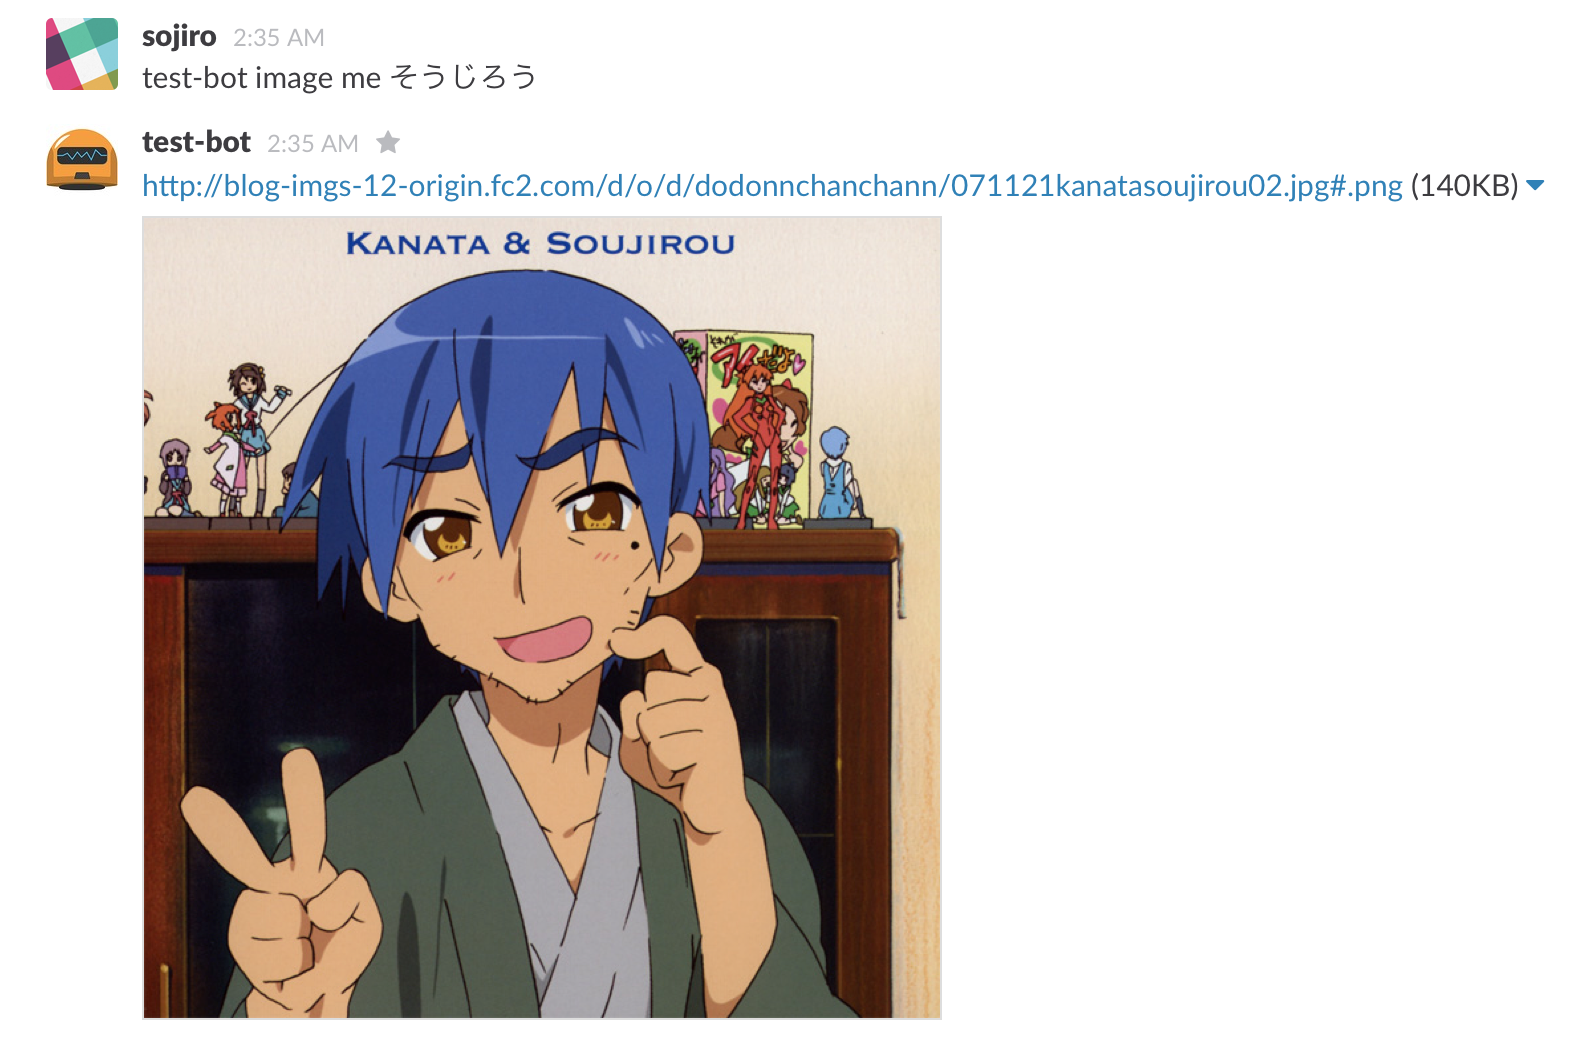 sojiro 2:35 AM
test-bot image me そうじろう
test-bot 2:35 AM
http://blog-imgs-12-origin.fc2.com/d/o/d/dodonnchanchann/071121kanatasoujirou02.jpg#.png (140KB)
KANATA & SOUJIROU